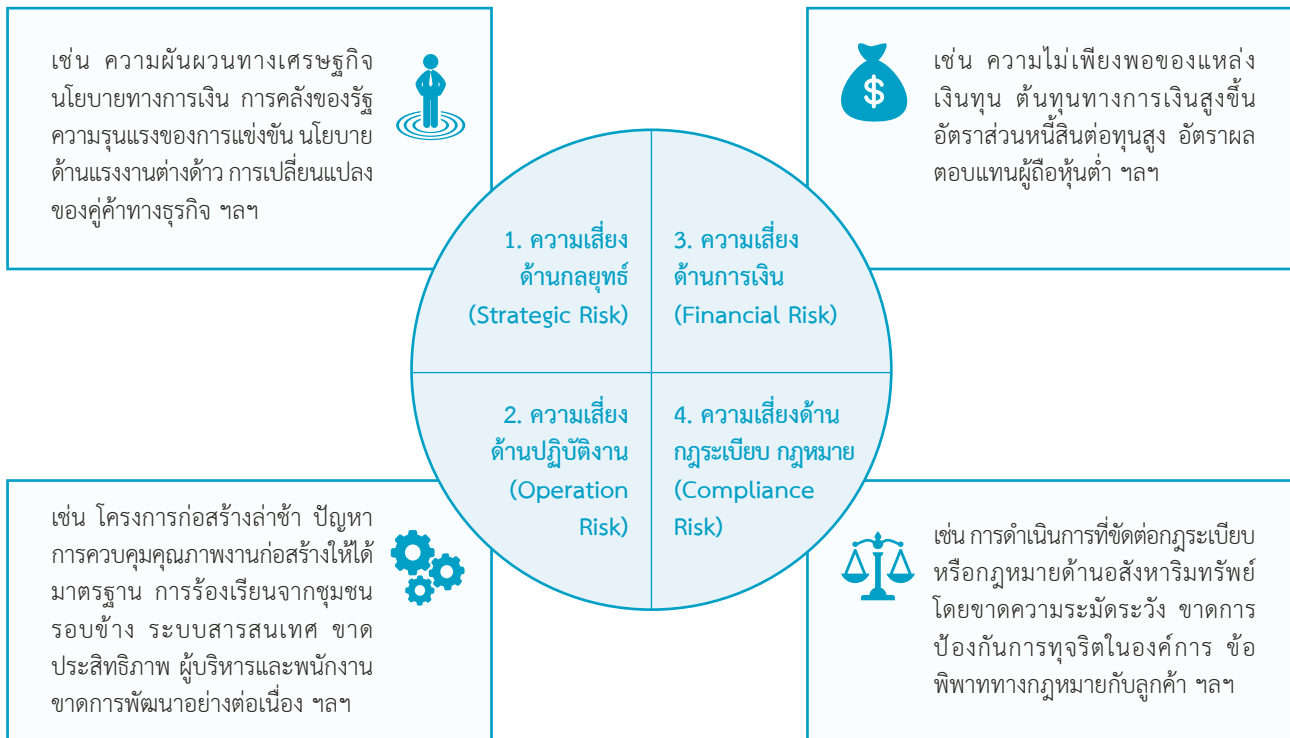 เช่น ความผันผวนทางเศรษฐกิจ
นโยบายทางการเงิน การคลังของรัฐ
ความรุนแรงของการแข่งขัน นโยบาย
ด้านแรงงานต่างด้าว การเปลี่ยนแปลง
ของคู่ค้าทางธุรกิจ ฯลฯ
$
เช่น ความไม่เพียงพอของแหล่ง
เงินทุน ต้นทุนทางการเงินสูงขึ้น
อัตราส่วนหนี้สินต่อทุนสูง อัตราผล
ตอบแทนผู้ถือหุ้นต่ำ ฯลฯ
1. ความเสี่ยง
ด้านกลยุทธ์
(Strategic Risk)
3. ความเสี่ยง
ด้านการเงิน
(Financial Risk)
2. ความเสี่ยง
ด้านปฏิบัติงาน
(Operation
Risk)
4. ความเสี่ยงด้าน
กฎระเบียบ กฎหมาย
(Compliance
Risk)
เช่น โครงการก่อสร้างล่าช้า ปัญหา
การควบคุมคุณภาพงานก่อสร้างให้ได้
มาตรฐาน การร้องเรียนจากชุมชน
รอบข้าง ระบบสารสนเทศ ขาด
ประสิทธิภาพ ผู้บริหารและพนักงาน
ขาดการพัฒนาอย่างต่อเนื่อง ฯลฯ
เช่น การดำเนินการที่ขัดต่อกฎระเบียบ
หรือกฎหมายด้านอสังหาริมทรัพย์
โดยขาดความระมัดระวัง ขาดการ
ป้องกันการทุจริตในองค์การ ข้อ
พิพาททางกฎหมายกับลูกค้า ฯลฯ